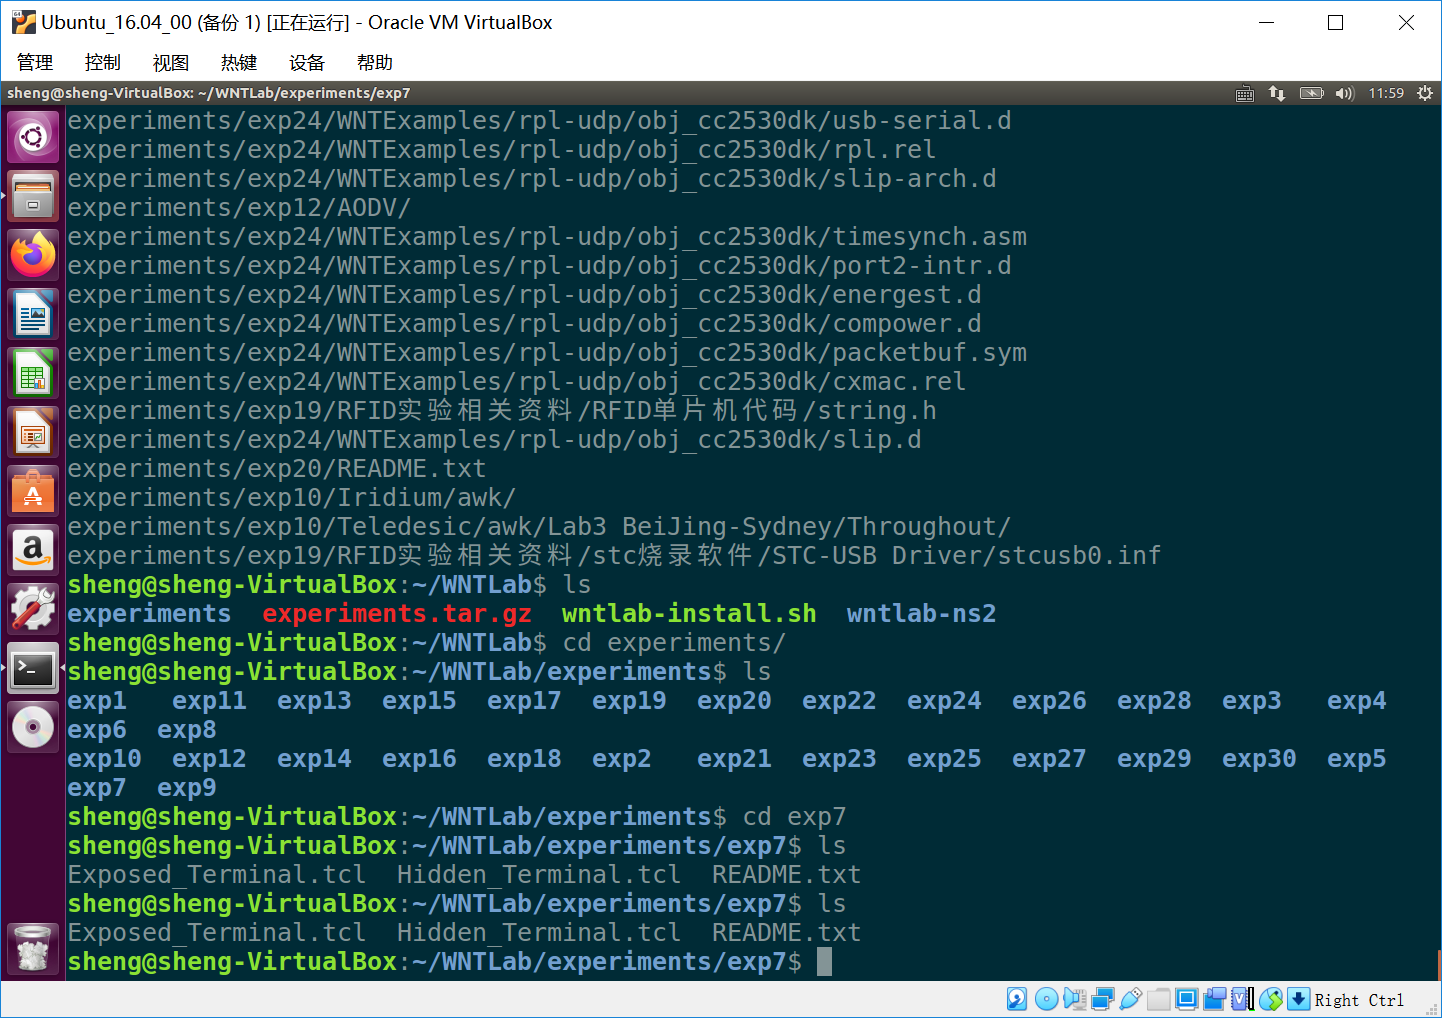 Ubuntu_16.04_00 (备份 1) [正在运行] - Oracle VM VirtualBox
管理 控制 视图 热键 设备 帮助
sheng@sheng-VirtualBox: ~/WNTLab/experiments/exp7 11:59
experiments/exp24/WNTExamples/rpl-udp/obj_cc2530dk/usb-serial.d
experiments/exp24/WNTExamples/rpl-udp/obj_cc2530dk/rpl.rel
experiments/exp24/WNTExamples/rpl-udp/obj_cc2530dk/slip-arch.d
experiments/exp12/AODV/
experiments/exp24/WNTExamples/rpl-udp/obj_cc2530dk/timesynch.asm
experiments/exp24/WNTExamples/rpl-udp/obj_cc2530dk/port2-intr.d
experiments/exp24/WNTExamples/rpl-udp/obj_cc2530dk/energest.d
experiments/exp24/WNTExamples/rpl-udp/obj_cc2530dk/compower.d
experiments/exp24/WNTExamples/rpl-udp/obj_cc2530dk/packetbuf.sym
experiments/exp24/WNTExamples/rpl-udp/obj_cc2530dk/cxmac.rel
experiments/exp19/RFID实验相关资料/RFID单片机代码/string.h
experiments/exp24/WNTExamples/rpl-udp/obj_cc2530dk/slip.d
experiments/exp20/README.txt
experiments/exp10/Iridium/awk/
experiments/exp10/Teledesic/awk/Lab3 BeiJing-Sydney/Throughout/
experiments/exp19/RFID实验相关资料/stc烧录软件/STC-USB Driver/stcusb0.inf
sheng@sheng-VirtualBox:~/WNTLab$ ls
experiments experiments.tar.gz wntlab-install.sh wntlab-ns2
sheng@sheng-VirtualBox:~/WNTLab$ cd experiments/
sheng@sheng-VirtualBox:~/WNTLab/experiments$ ls
exp1 exp11 exp13 exp15 exp17 exp19 exp20 exp22 exp24 exp26 exp28 exp3 exp4
exp6 exp8
exp10 exp12 exp14 exp16 exp18 exp2 exp21 exp23 exp25 exp27 exp29 exp30 exp5
exp7 exp9
sheng@sheng-VirtualBox:~/WNTLab/experiments$ cd exp7
sheng@sheng-VirtualBox:~/WNTLab/experiments/exp7$ ls
Exposed_Terminal.tcl Hidden_Terminal.tcl README.txt
sheng@sheng-VirtualBox:~/WNTLab/experiments/exp7$ ls
Exposed_Terminal.tcl Hidden_Terminal.tcl README.txt
sheng@sheng-VirtualBox:~/WNTLab/experiments/exp7$
Right Ctrl